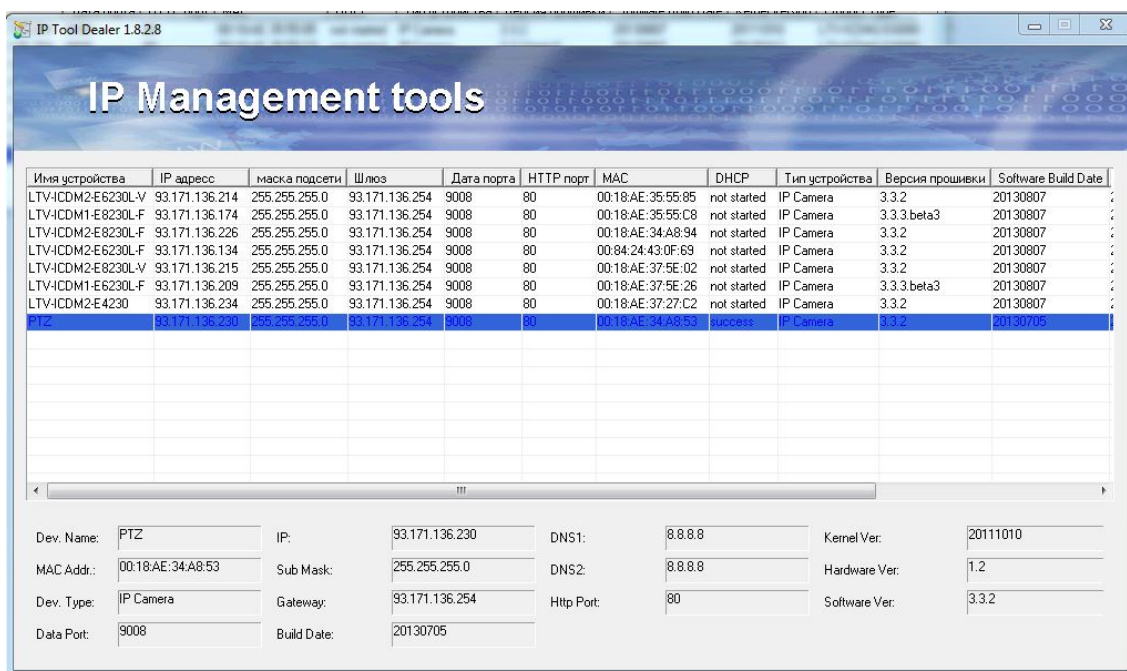 IP Tool Dealer 1.8.2.8
IP Management tools
Имя устройства IP адресс маска подсети Шлюз Дата порта HTTP порт MAC DHCP Тип устройства Версия прошивки Software Build Date
LTV-ICDM2-E6230L-V 93.171.136.214 255.255.255.0 93.171.136.254 9008 80 00:18:AE:35:55:85 not started IP Camera 3.3.2 20130807
LTV-ICDM1-E8230L-F 93.171.136.174 255.255.255.0 93.171.136.254 9008 80 00:18:AE:35:55:C8 not started IP Camera 3.3.3.beta3 20130807
LTV-ICDM2-E8230L-F 93.171.136.226 255.255.255.0 93.171.136.254 9008 80 00:18:AE:34:A8:94 not started IP Camera 3.3.2 20130807
LTV-ICDM2-E6230L-F 93.171.136.134 255.255.255.0 93.171.136.254 9008 80 00:84:24:43:0F:69 not started IP Camera 3.3.2 20130807
LTV-ICDM2-E8230L-V 93.171.136.215 255.255.255.0 93.171.136.254 9008 80 00:18:AE:37:5E:02 not started IP Camera 3.3.2 20130807
LTV-ICDM1-E6230L-F 93.171.136.209 255.255.255.0 93.171.136.254 9008 80 00:18:AE:37:5E:26 not started IP Camera 3.3.3.beta3 20130807
LTV-ICDM2-E4230 93.171.136.234 255.255.255.0 93.171.136.254 9008 80 00:18:AE:37:27:C2 not started IP Camera 3.3.2 20130807
PTZ 93.171.136.230 255.255.255.0 93.171.136.254 9008 80 00:18:AE:34:A8:53 success IP Camera 3.3.2 20130705
Dev. Name: PTZ IP: 93.171.136.230 DNS1: 8.8.8.8 Kernel Ver: 20111010
MAC Addr.: 00:18:AE:34:A8:53 Sub Mask: 255.255.255.0 DNS2: 8.8.8.8 Hardware Ver: 1.2
Dev. Type: IP Camera Gateway: 93.171.136.254 Http Port: 80 Software Ver: 3.3.2
Data Port: 9008 Build Date: 20130705